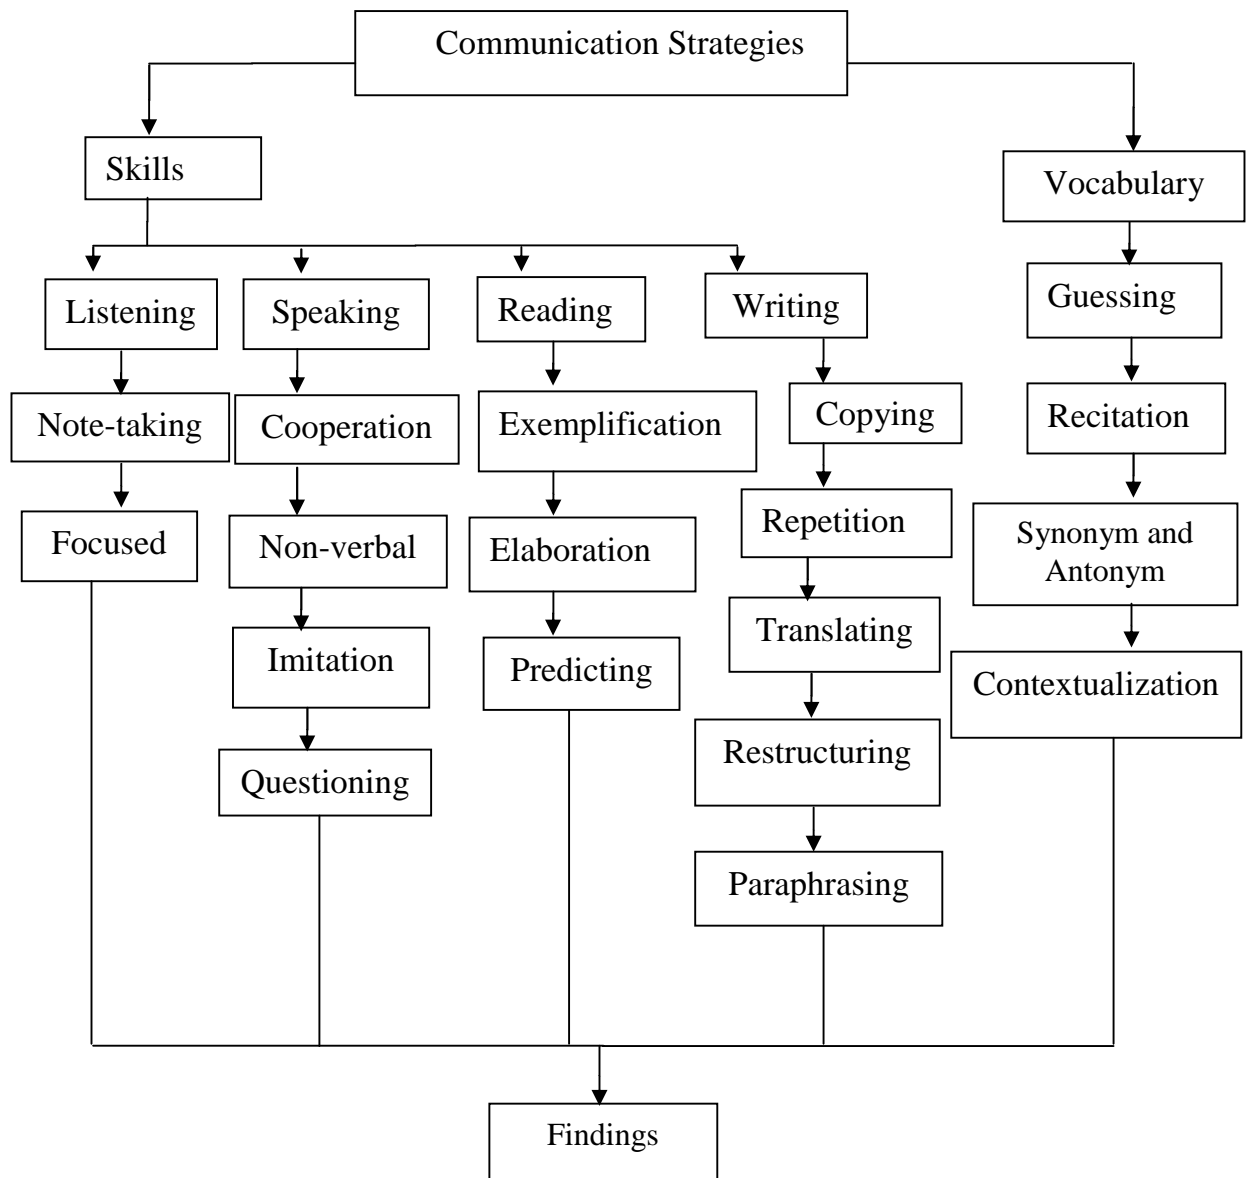 Communication Strategies
Skills
Vocabulary
Listening
Speaking
Reading
Writing
Guessing
Note-taking
Cooperation
Exemplification
Copying
Recitation
Focused
Non-verbal
Elaboration
Repetition
Synonym and
Antonym
Imitation
Predicting
Translating
Contextualization
Questioning
Restructuring
Paraphrasing
Findings